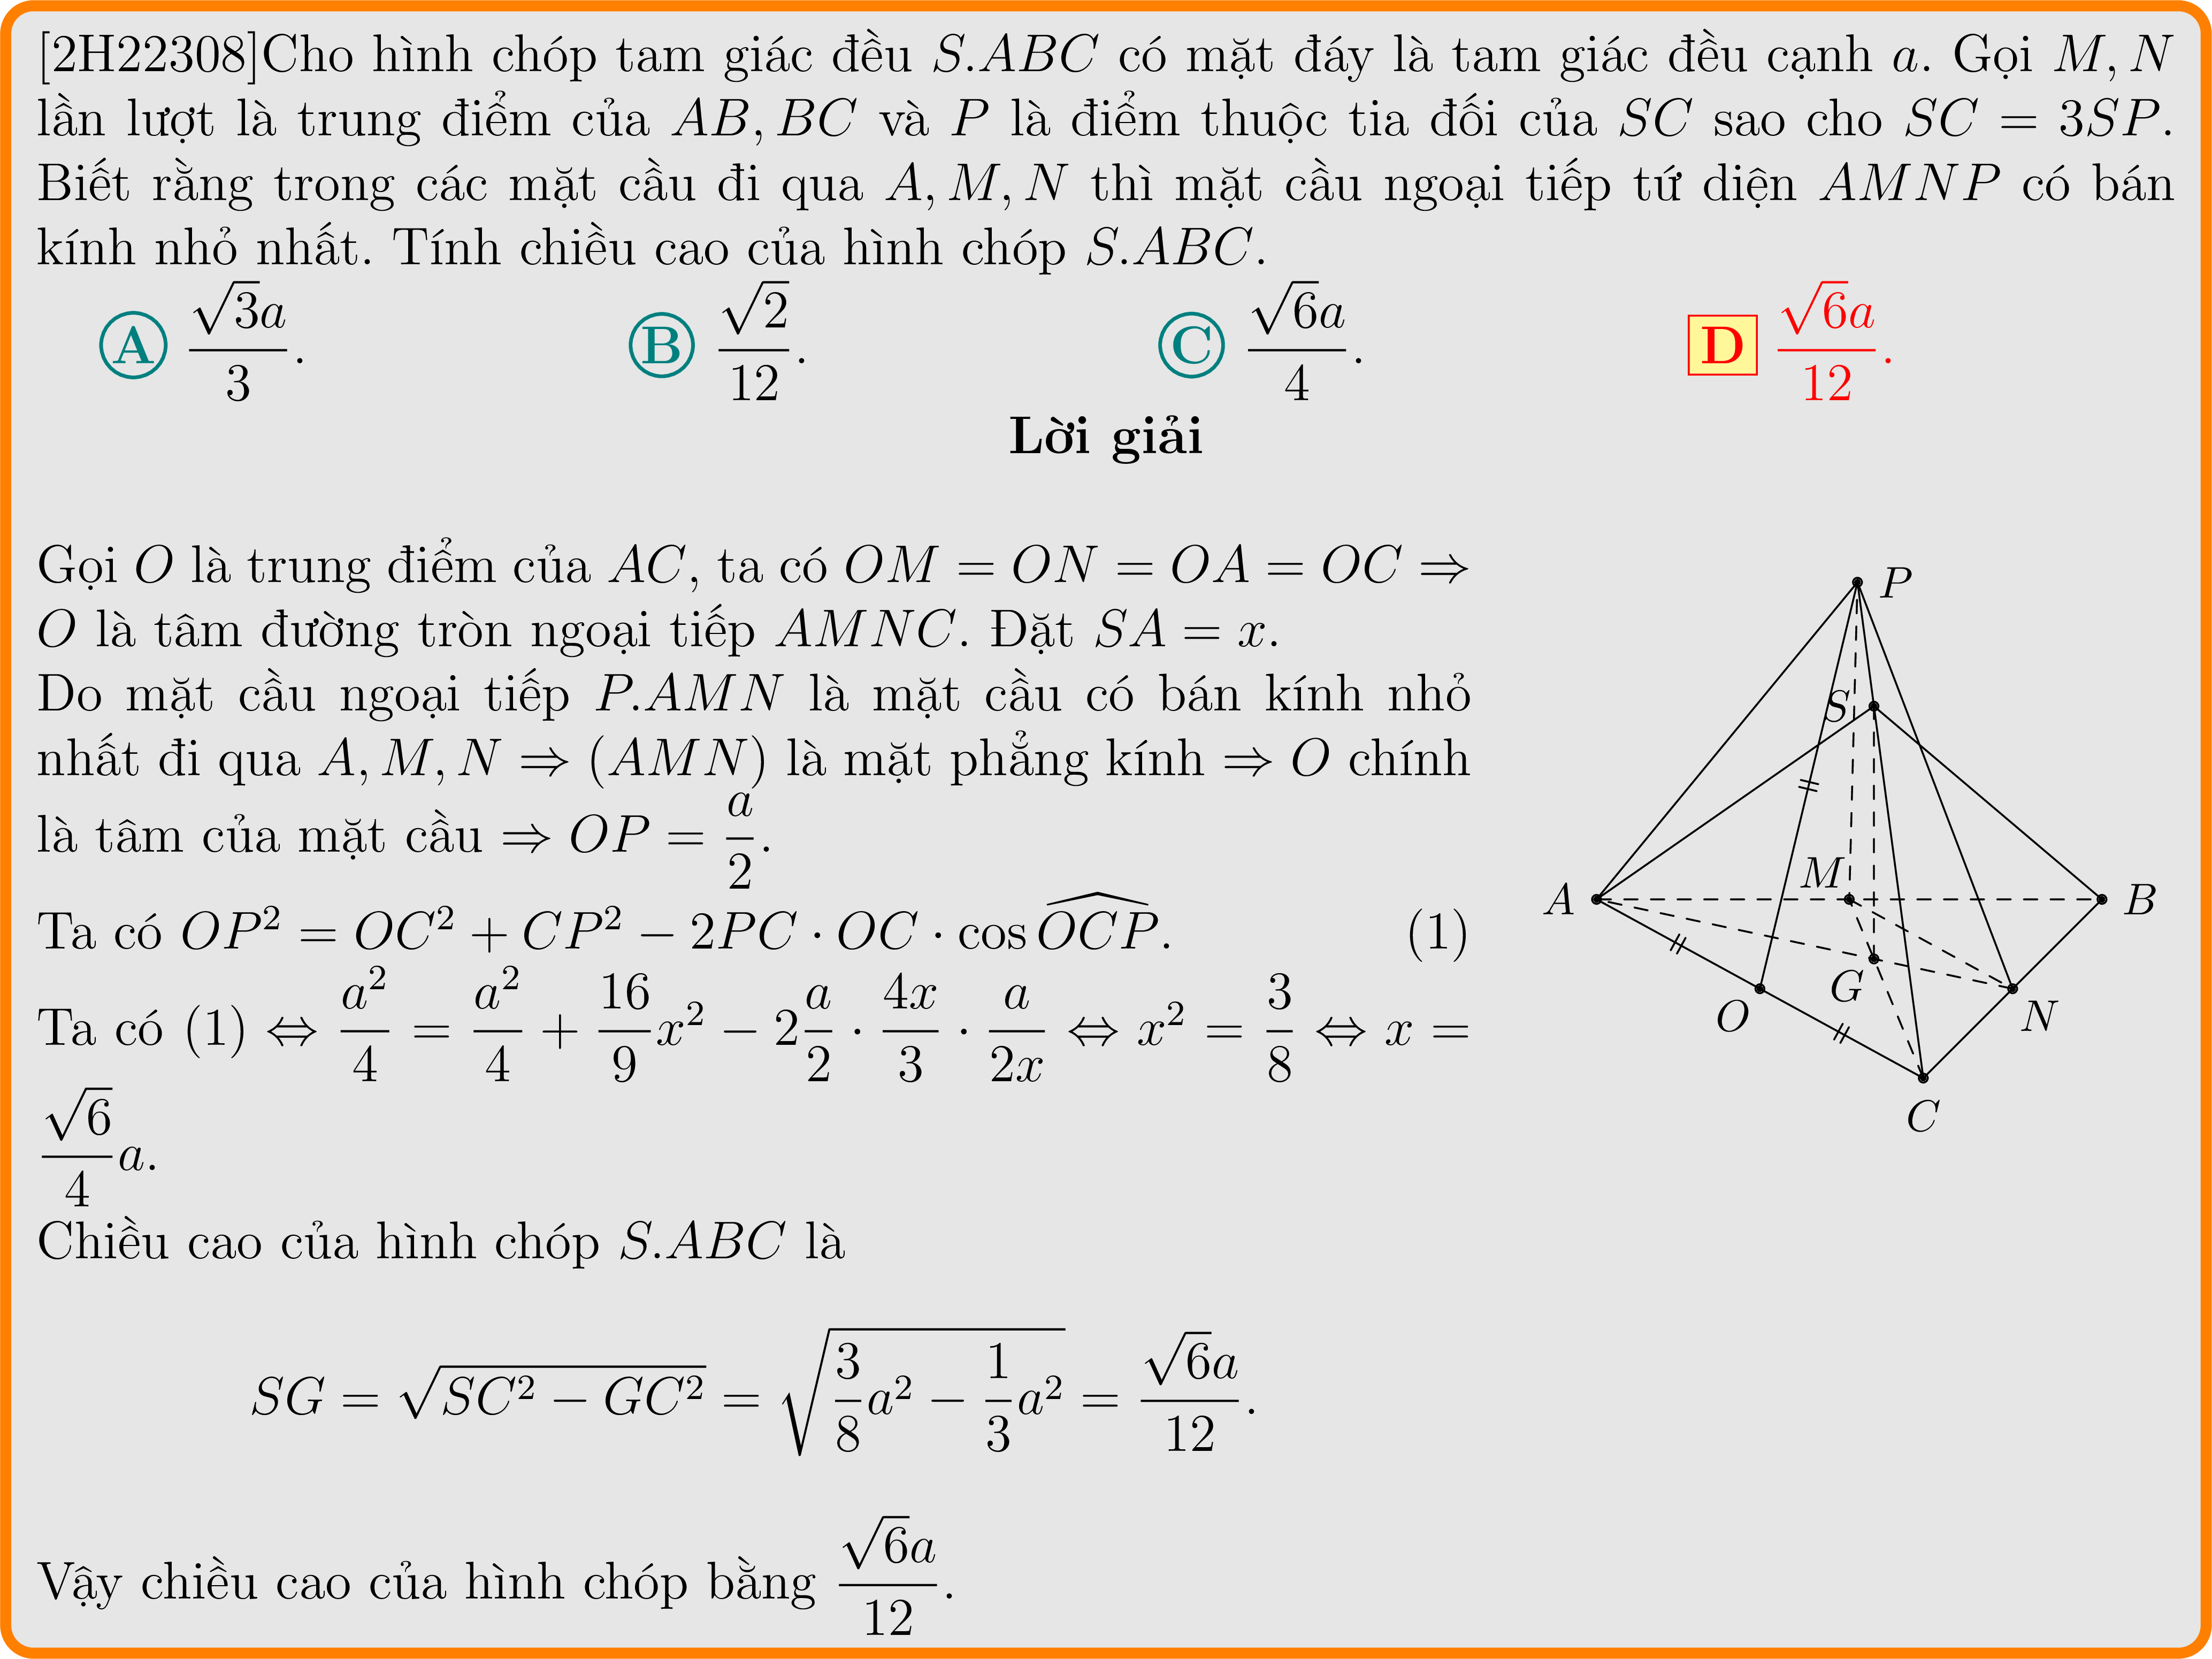 [2H22308]Cho hình chóp tam giác đều S.ABC có mặt đáy là tam giác đều cạnh a. Gọi M, N
lần lượt là trung điểm của AB, BC và P là điểm thuộc tia đối của SC sao cho SC = 3SP.
Biết rằng trong các mặt cầu đi qua A, M, N thì mặt cầu ngoại tiếp tứ diện AMNP có bán
kính nhỏ nhất. Tính chiều cao của hình chóp S.ABC.
A $\frac{\sqrt{3}a}{3}$. B $\frac{\sqrt{2}}{12}$. C $\frac{\sqrt{6}a}{4}$. D $\frac{\sqrt{6}a}{12}$.
Lời giải
Gọi O là trung điểm của AC, ta có OM = ON = OA = OC ⇒
O là tâm đường tròn ngoại tiếp AMNC. Đặt SA = x.
Do mặt cầu ngoại tiếp P.AMN là mặt cầu có bán kính nhỏ
nhất đi qua A, M, N ⇒ (AMN) là mặt phẳng kính ⇒ O chính
là tâm của mặt cầu ⇒ OP = $\frac{a}{2}$.
Ta có $OP^2 = OC^2 + CP^2 - 2PC \cdot OC \cdot \cos \widehat{OCP}$. (1)
Ta có (1) ⇔ $\frac{a^2}{4} = \frac{a^2}{4} + \frac{16}{9}x^2 - 2\frac{a}{2} \cdot \frac{4x}{3} \cdot \frac{a}{2x}$ ⇔ $x^2 = \frac{3}{8}$ ⇔ x =
$\frac{\sqrt{6}}{4}a$.
Chiều cao của hình chóp S.ABC là
$SG = \sqrt{SC^2 - GC^2} = \sqrt{\frac{3}{8}a^2 - \frac{1}{3}a^2} = \frac{\sqrt{6}a}{12}$.
Vậy chiều cao của hình chóp bằng $\frac{\sqrt{6}a}{12}$.
P
S
M
A
B
G
O
N
C